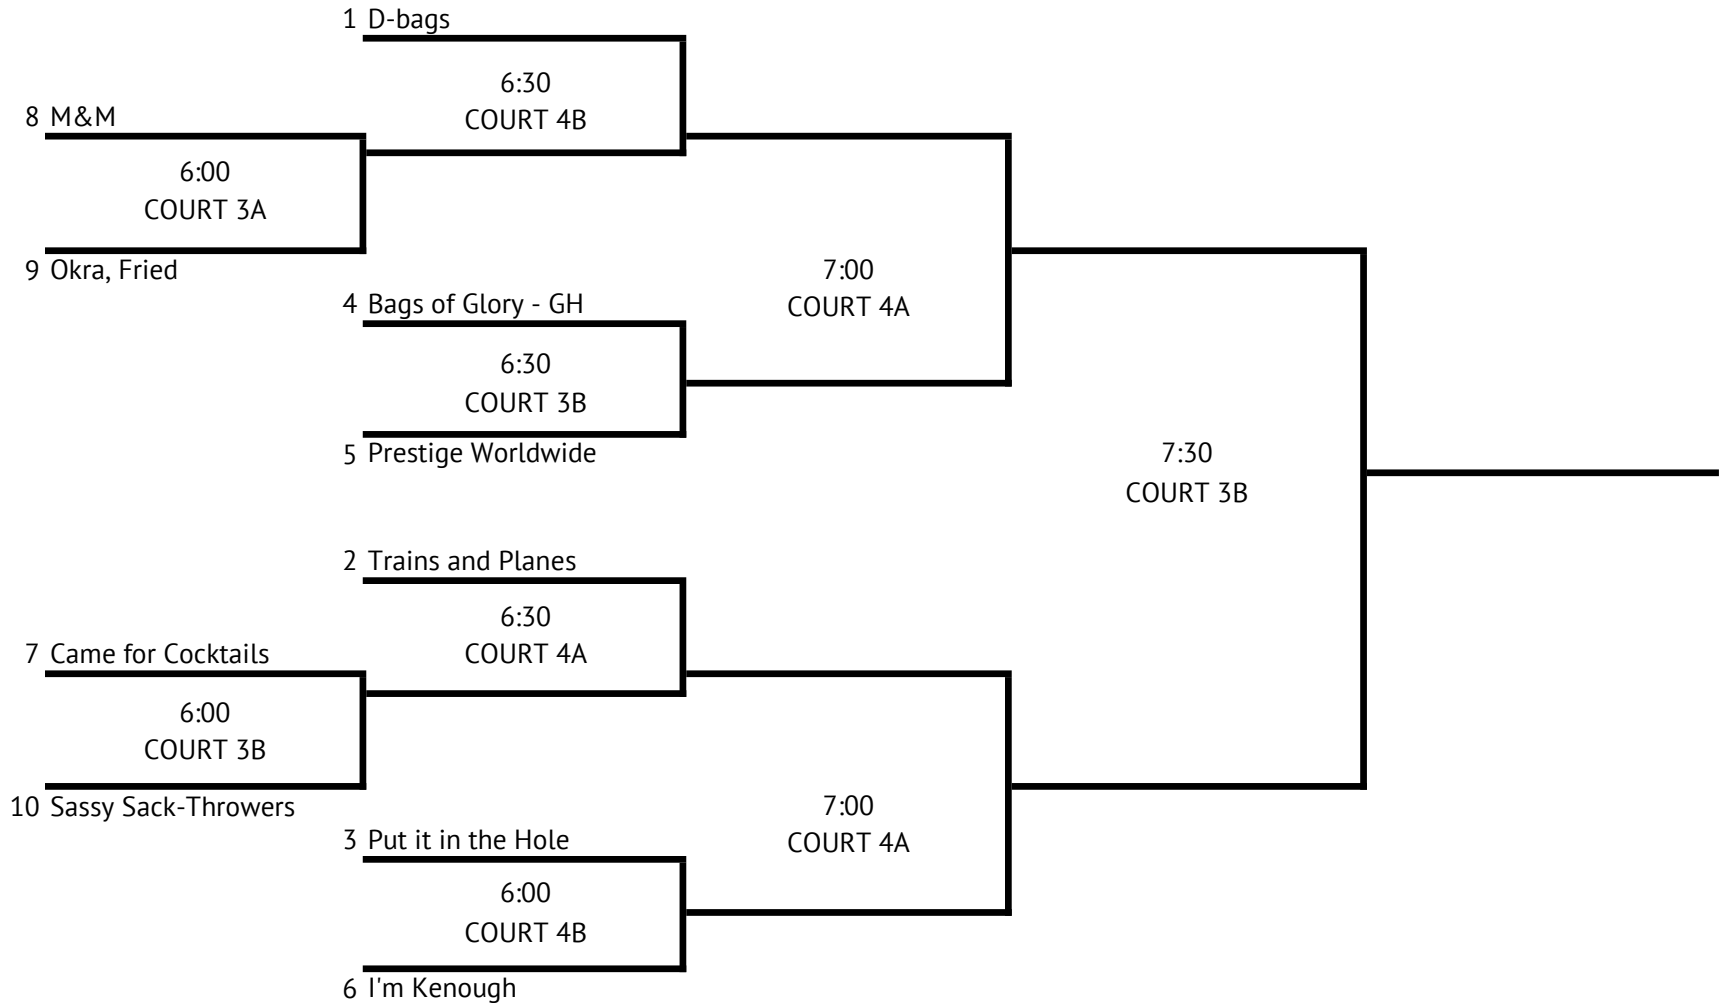 1 D-bags
6:30
COURT 4B
8 M&M
6:00
COURT 3A
9 Okra, Fried
7:00
COURT 4A
4 Bags of Glory - GH
6:30
COURT 3B
5 Prestige Worldwide
7:30
COURT 3B
2 Trains and Planes
6:30
COURT 4A
7 Came for Cocktails
6:00
COURT 3B
10 Sassy Sack-Throwers
7:00
COURT 4A
3 Put it in the Hole
6:00
COURT 4B
6 I'm Kenough